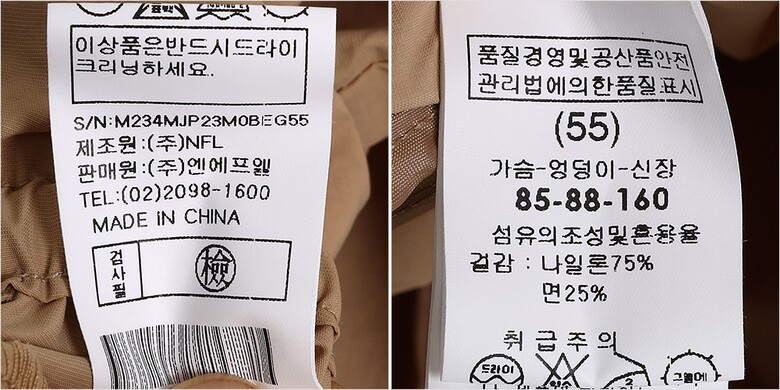 표백
이상품은반드시드라이
크리닝하세요.
S/N:M234MJP23M0BEG55
제조원:(주)NFL
판매원:(주)엔에프엘
TEL:(02)2098-1600
MADE iN CHINA
검사필
檢
품질경영및공산품안전
관리법에의한품질표시
(55)
가슴-엉덩이-신장
85-88-160
섬유의조성및혼용율
겉감 : 나일론75%
면25%
취급주의
드라이
그늘에